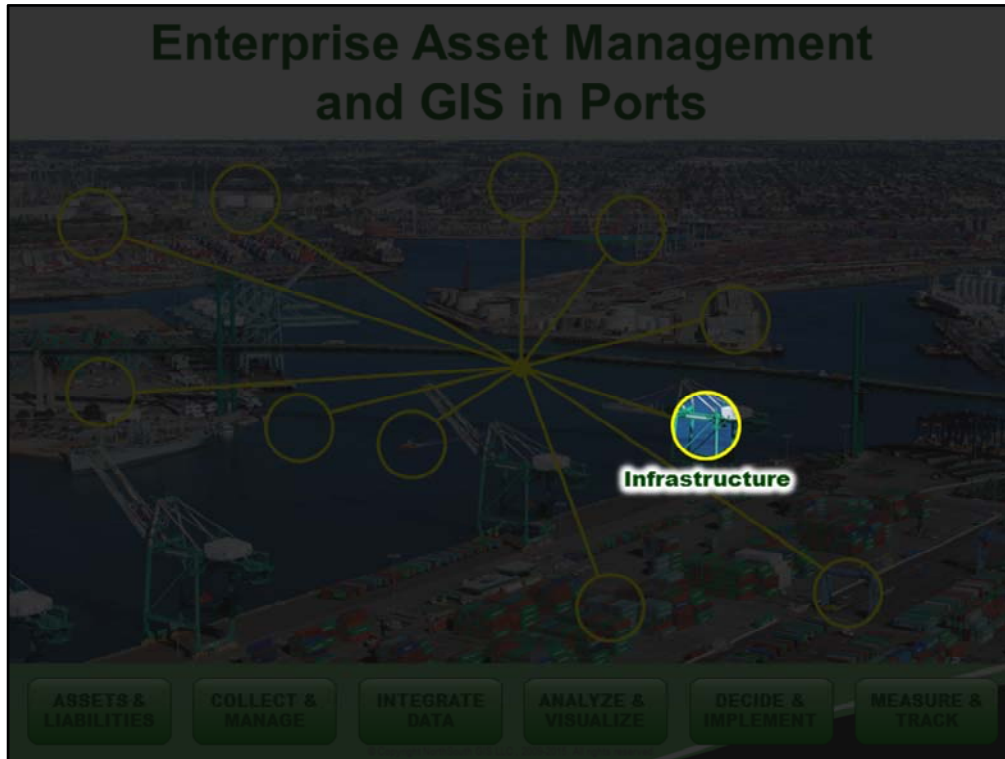 Enterprise Asset Management
and GIS in Ports
Infrastructure
ASSETS &
LIABILITIES
COLLECT &
MANAGE
INTEGRATE
DATA
ANALYZE &
VISUALIZE
DECIDE &
IMPLEMENT
MEASURE &
TRACK